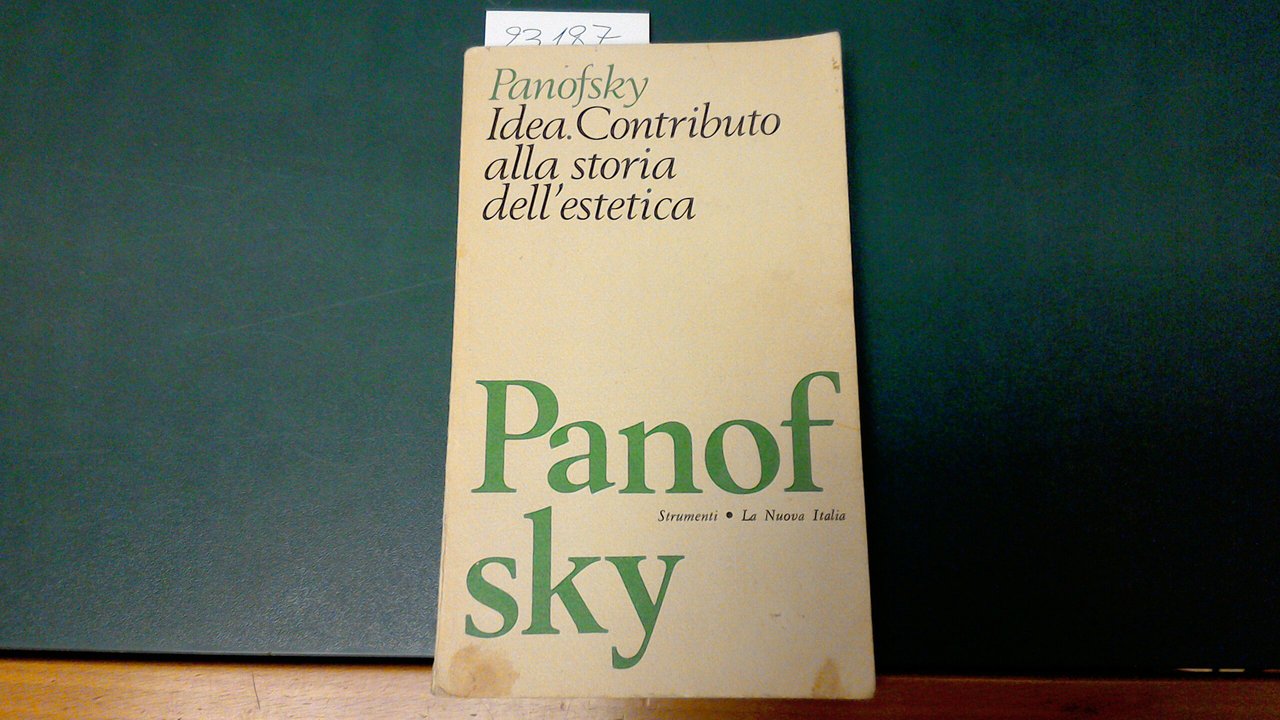 93187
Panofsky
Idea.Contributo
alla storia
dell'estetica
Panof
Strumenti • La Nuova Italia
sky